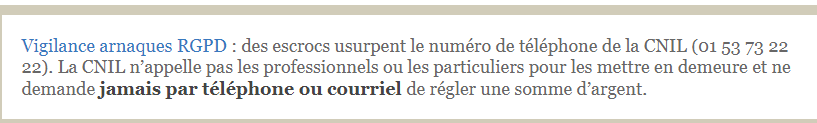 Vigilance arnaques RGPD : des escrocs usurpent le numéro de téléphone de la CNIL (01 53 73 22
22). La CNIL n’appelle pas les professionnels ou les particuliers pour les mettre en demeure et ne
demande jamais par téléphone ou courriel de régler une somme d’argent.